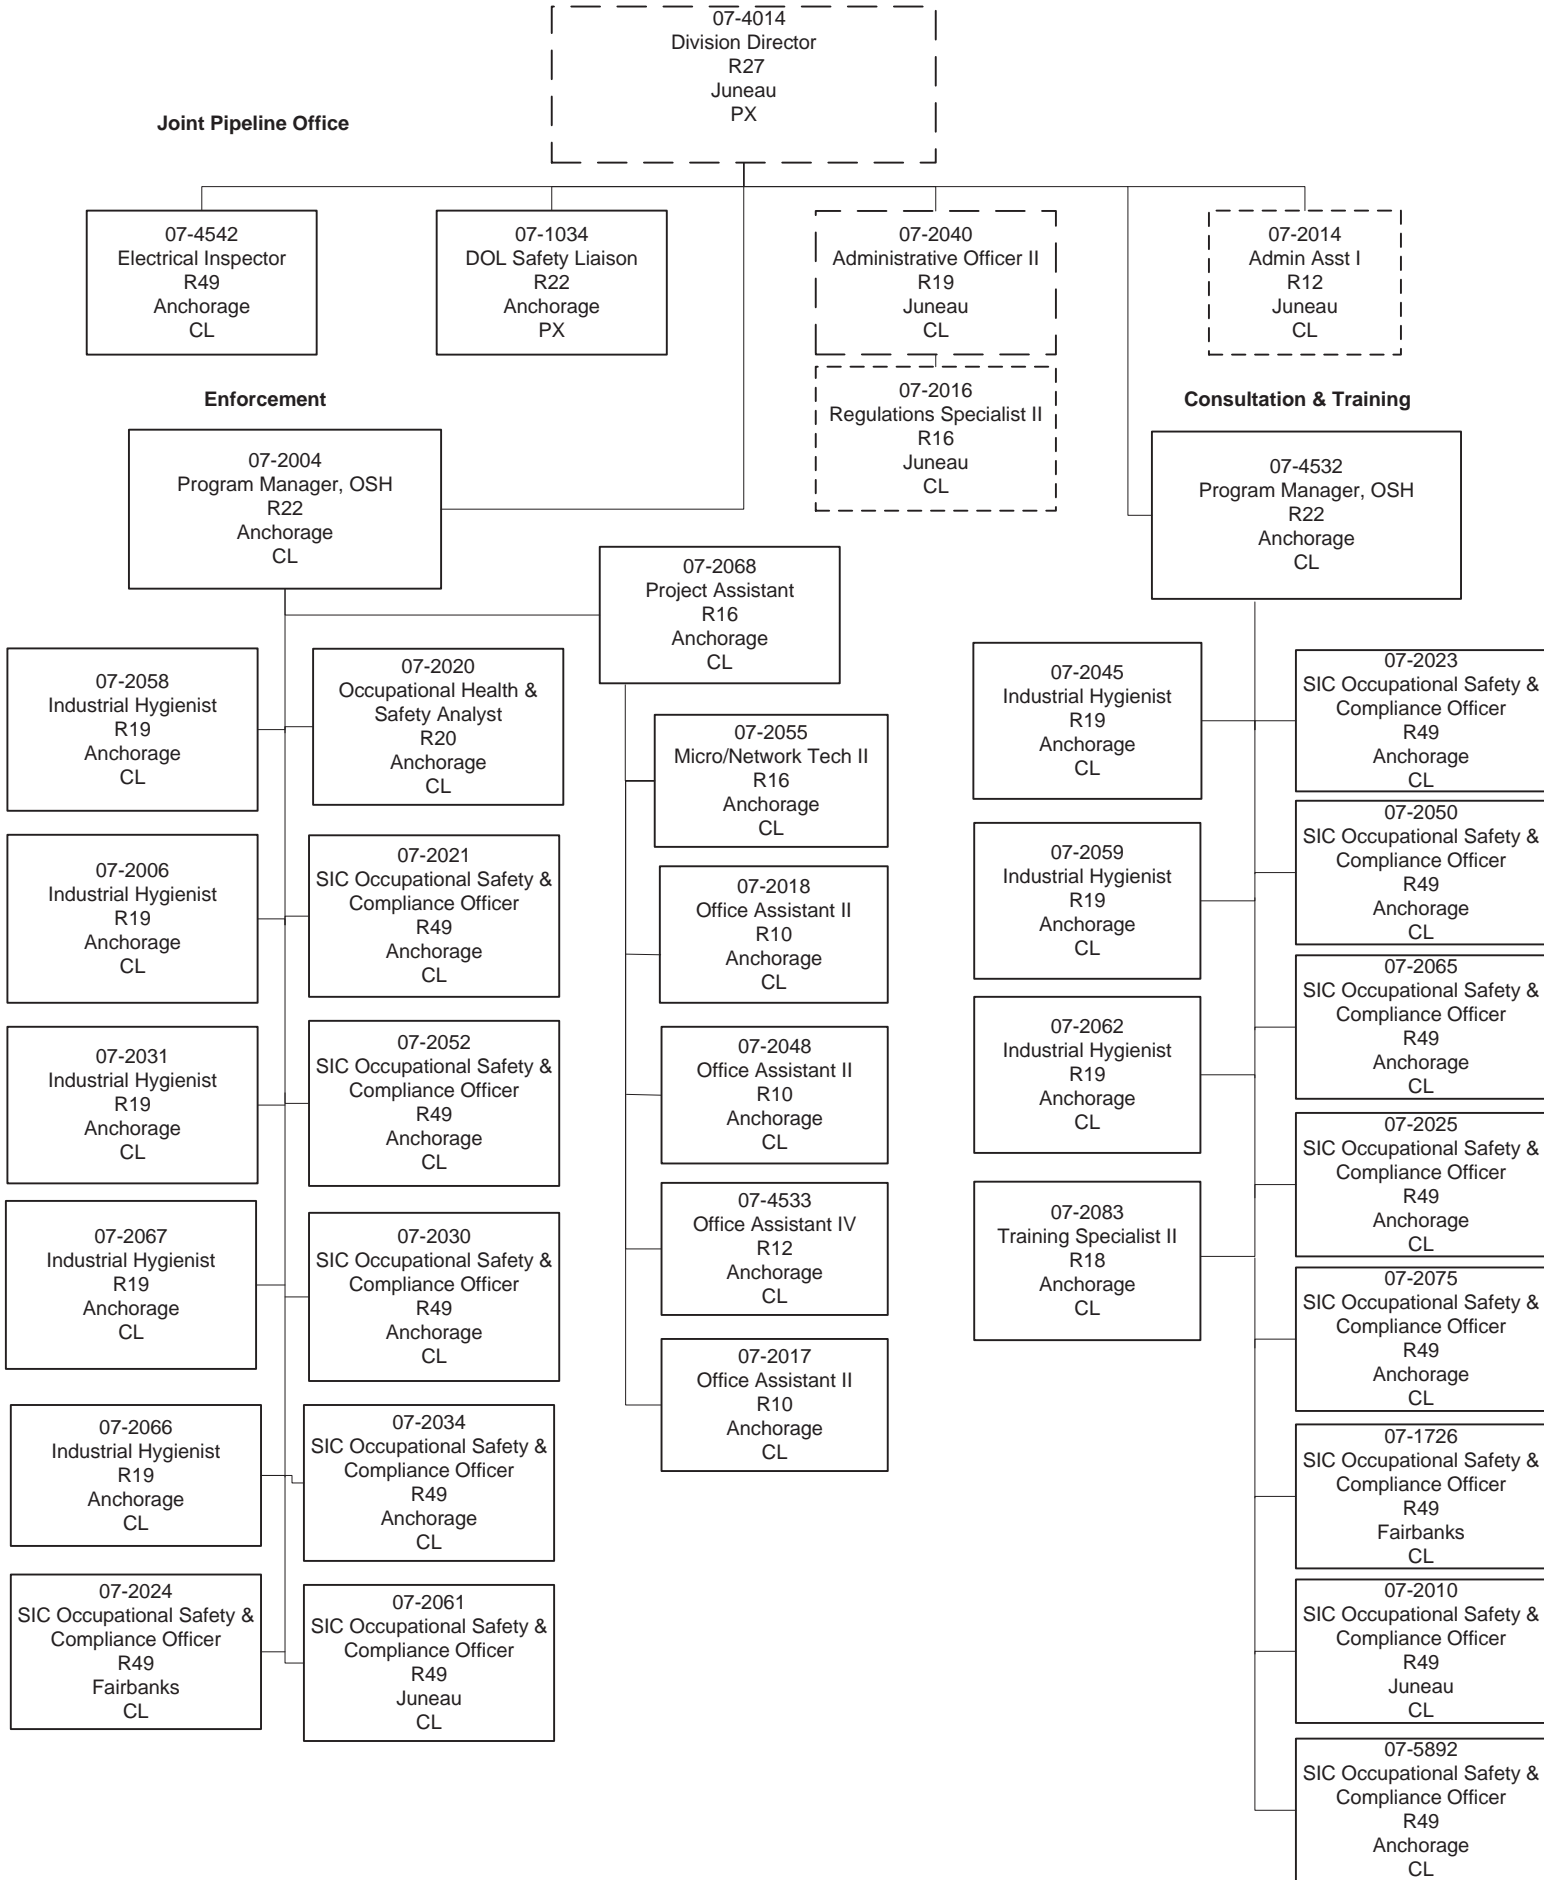 07-4014
Division Director
R27
Juneau
PX
Joint Pipeline Office
07-4542
Electrical Inspector
R49
Anchorage
CL
07-1034
DOL Safety Liaison
R22
Anchorage
PX
07-2040
Administrative Officer II
R19
Juneau
CL
07-2014
Admin Asst I
R12
Juneau
CL
07-2016
Regulations Specialist II
R16
Juneau
CL
Enforcement
07-2004
Program Manager, OSH
R22
Anchorage
CL
07-2058
Industrial Hygienist
R19
Anchorage
CL
07-2020
Occupational Health &
Safety Analyst
R20
Anchorage
CL
07-2006
Industrial Hygienist
R19
Anchorage
CL
07-2021
SIC Occupational Safety &
Compliance Officer
R49
Anchorage
CL
07-2031
Industrial Hygienist
R19
Anchorage
CL
07-2052
SIC Occupational Safety &
Compliance Officer
R49
Anchorage
CL
07-2067
Industrial Hygienist
R19
Anchorage
CL
07-2030
SIC Occupational Safety &
Compliance Officer
R49
Anchorage
CL
07-2066
Industrial Hygienist
R19
Anchorage
CL
07-2034
SIC Occupational Safety &
Compliance Officer
R49
Anchorage
CL
07-2024
SIC Occupational Safety &
Compliance Officer
R49
Fairbanks
CL
07-2061
SIC Occupational Safety &
Compliance Officer
R49
Juneau
CL
07-2068
Project Assistant
R16
Anchorage
CL
07-2055
Micro/Network Tech II
R16
Anchorage
CL
07-2018
Office Assistant II
R10
Anchorage
CL
07-2048
Office Assistant II
R10
Anchorage
CL
07-4533
Office Assistant IV
R12
Anchorage
CL
07-2017
Office Assistant II
R10
Anchorage
CL
Consultation & Training
07-4532
Program Manager, OSH
R22
Anchorage
CL
07-2045
Industrial Hygienist
R19
Anchorage
CL
07-2059
Industrial Hygienist
R19
Anchorage
CL
07-2062
Industrial Hygienist
R19
Anchorage
CL
07-2083
Training Specialist II
R18
Anchorage
CL
07-2023
SIC Occupational Safety &
Compliance Officer
R49
Anchorage
CL
07-2050
SIC Occupational Safety &
Compliance Officer
R49
Anchorage
CL
07-2065
SIC Occupational Safety &
Compliance Officer
R49
Anchorage
CL
07-2025
SIC Occupational Safety &
Compliance Officer
R49
Anchorage
CL
07-2075
SIC Occupational Safety &
Compliance Officer
R49
Anchorage
CL
07-1726
SIC Occupational Safety &
Compliance Officer
R49
Fairbanks
CL
07-2010
SIC Occupational Safety &
Compliance Officer
R49
Juneau
CL
07-5892
SIC Occupational Safety &
Compliance Officer
R49
Anchorage
CL